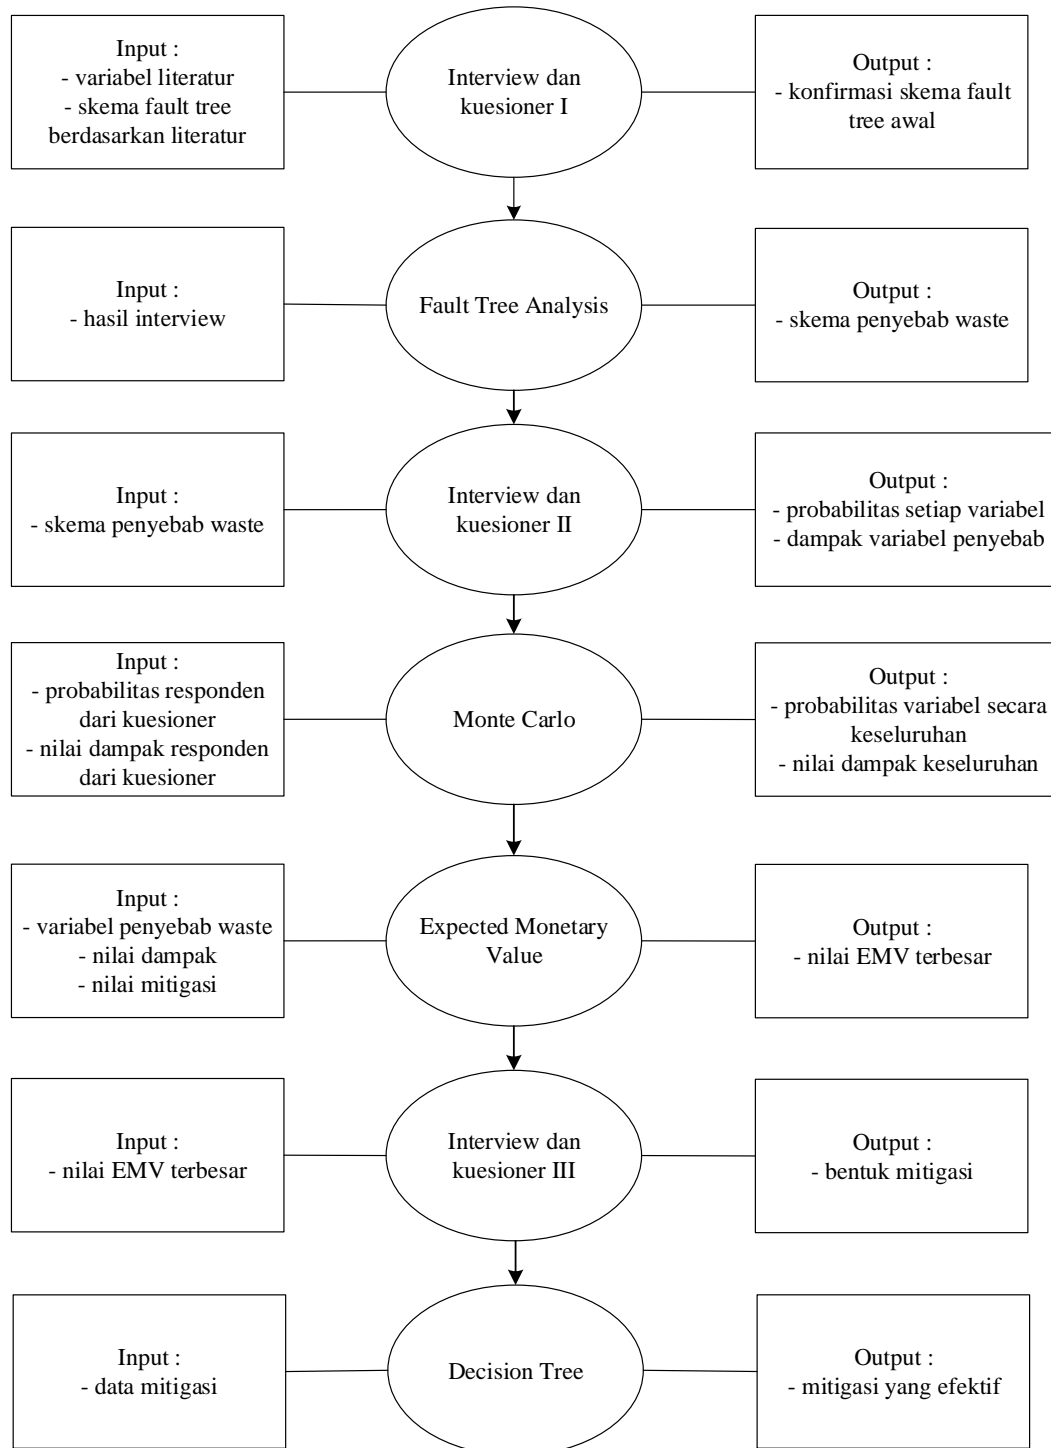 Input :
- variabel literatur
- skema fault tree
berdasarkan literatur
Interview dan
kuesioner I
Output :
- konfirmasi skema fault
tree awal
Input :
- hasil interview
Fault Tree Analysis
Output :
- skema penyebab waste
Input :
- skema penyebab waste
Interview dan
kuesioner II
Output :
- probabilitas setiap variabel
- dampak variabel penyebab
Input :
- probabilitas responden
dari kuesioner
- nilai dampak responden
dari kuesioner
Monte Carlo
Output :
- probabilitas variabel secara
keseluruhan
- nilai dampak keseluruhan
Input :
- variabel penyebab waste
- nilai dampak
- nilai mitigasi
Expected Monetary
Value
Output :
- nilai EMV terbesar
Input :
- nilai EMV terbesar
Interview dan
kuesioner III
Output :
- bentuk mitigasi
Input :
- data mitigasi
Decision Tree
Output :
- mitigasi yang efektif